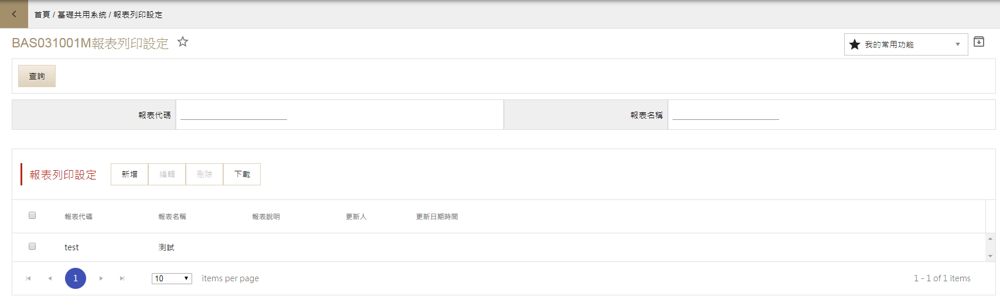 首頁 / 基礎共用系統 / 報表列印設定
BAS031001M報表列印設定
我的常用功能
查詢
報表代碼
報表名稱
報表列印設定 新增 編輯 刪除 下載
報表代碼 報表名稱 報表說明 更新人 更新日期時間
test 測試
1 10 items per page 1 - 1 of 1 items